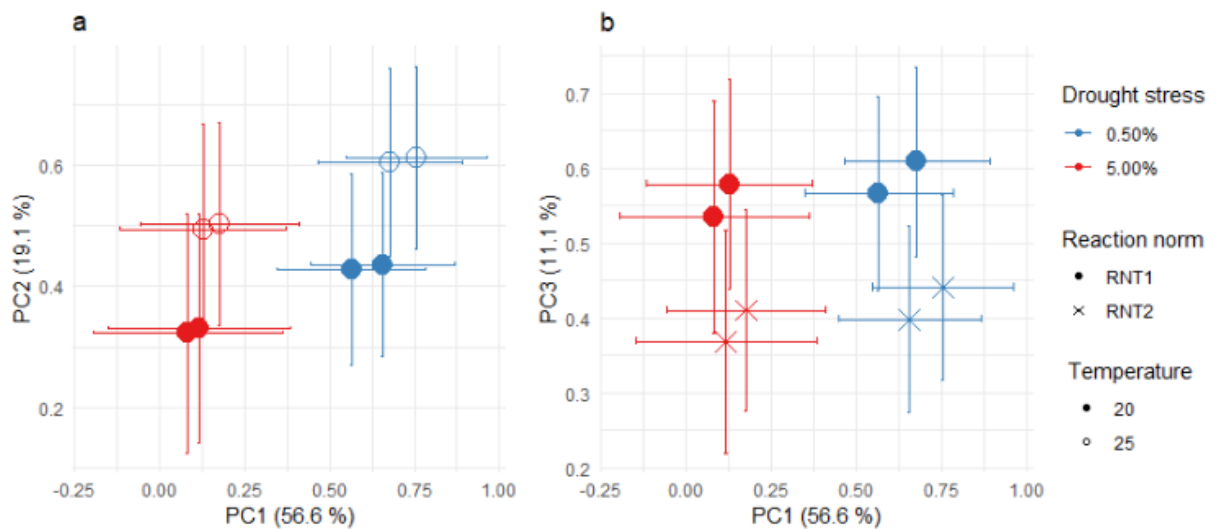 a
PC2 (19.1 %)
0.6
0.4
0.2
-0.25 0.00 0.25 0.50 0.75 1.00
PC1 (56.6 %)
b
PC3 (11.1 %)
0.7
0.6
0.5
0.4
0.3
0.2
-0.25 0.00 0.25 0.50 0.75 1.00
PC1 (56.6 %)
Drought stress
0.50%
5.00%
Reaction norm
RNT1
RNT2
Temperature
20
25